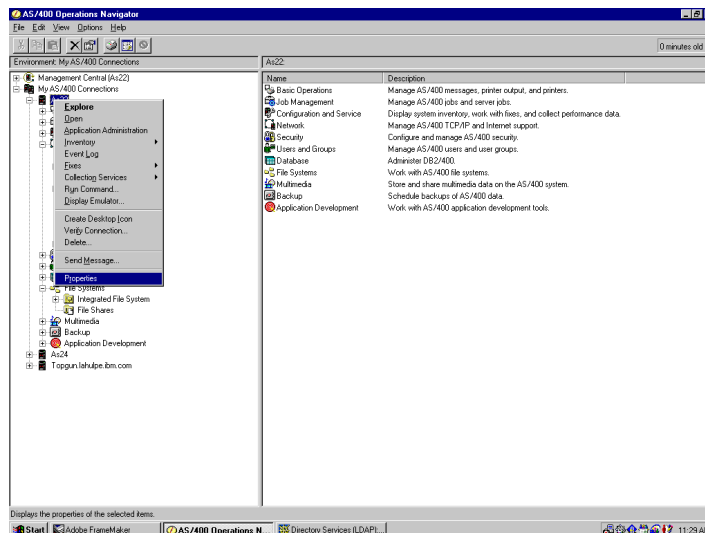 AS/400 Operations Navigator
File Edit View Options Help
0 minutes old
Environment: My AS/400 Connections
As22:
Management Central (As22)
My AS/400 Connections
As22
Explore
Open
Application Administration
Inventory
Event Log
Fixes
Collection Services
Run Command...
Display Emulator...
Create Desktop Icon
Verify Connection...
Delete...
Send Message...
Properties
File Systems
Integrated File System
File Shares
Multimedia
Backup
Application Development
As24
Topgun.lahulpe.ibm.com
Name Description
Basic Operations Manage AS/400 messages, printer output, and printers.
Job Management Manage AS/400 jobs and server jobs.
Configuration and Service Display system inventory, work with fixes, and collect performance data.
Network Manage AS/400 TCP/IP and Internet support.
Security Configure and manage AS/400 security.
Users and Groups Manage AS/400 users and user groups.
Database Administer DB2/400.
File Systems Work with AS/400 file systems.
Multimedia Store and share multimedia data on the AS/400 system.
Backup Schedule backups of AS/400 data.
Application Development Work with AS/400 application development tools.
Displays the properties of the selected items.
Start Adobe FrameMaker AS/400 Operations N... Directory Services (LDAP):... 11:29 AM